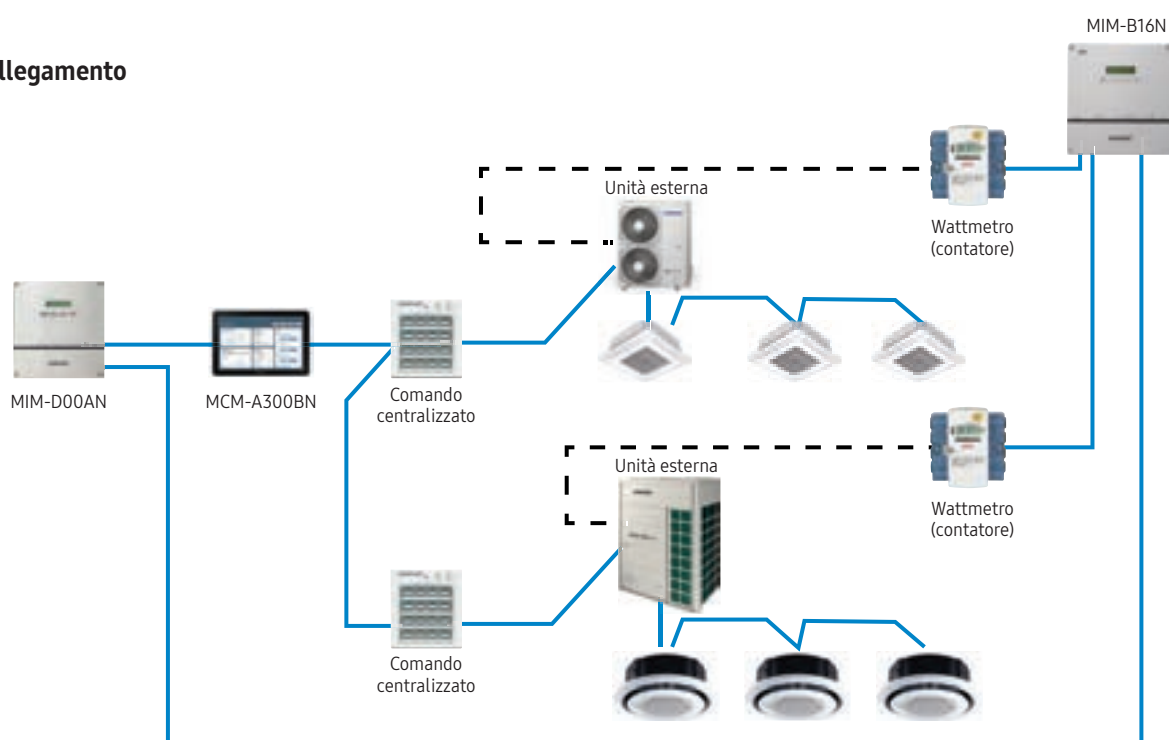 MIM-B16N
llegamento
Unità esterna
Wattmetro
(contatore)
MIM-D00AN
MCM-A300BN
Comando
centralizzato
Unità esterna
Wattmetro
(contatore)
Comando
centralizzato